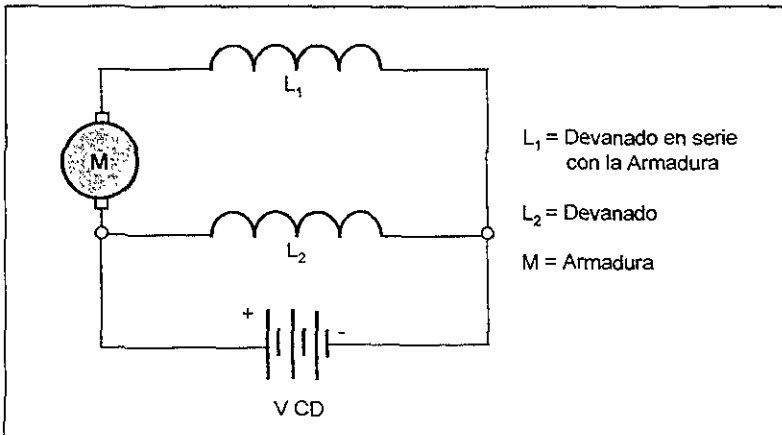 L₁
M
L₁ = Devanado en serie
con la Armadura
L₂ = Devanado
L₂
M = Armadura
+
-
V CD